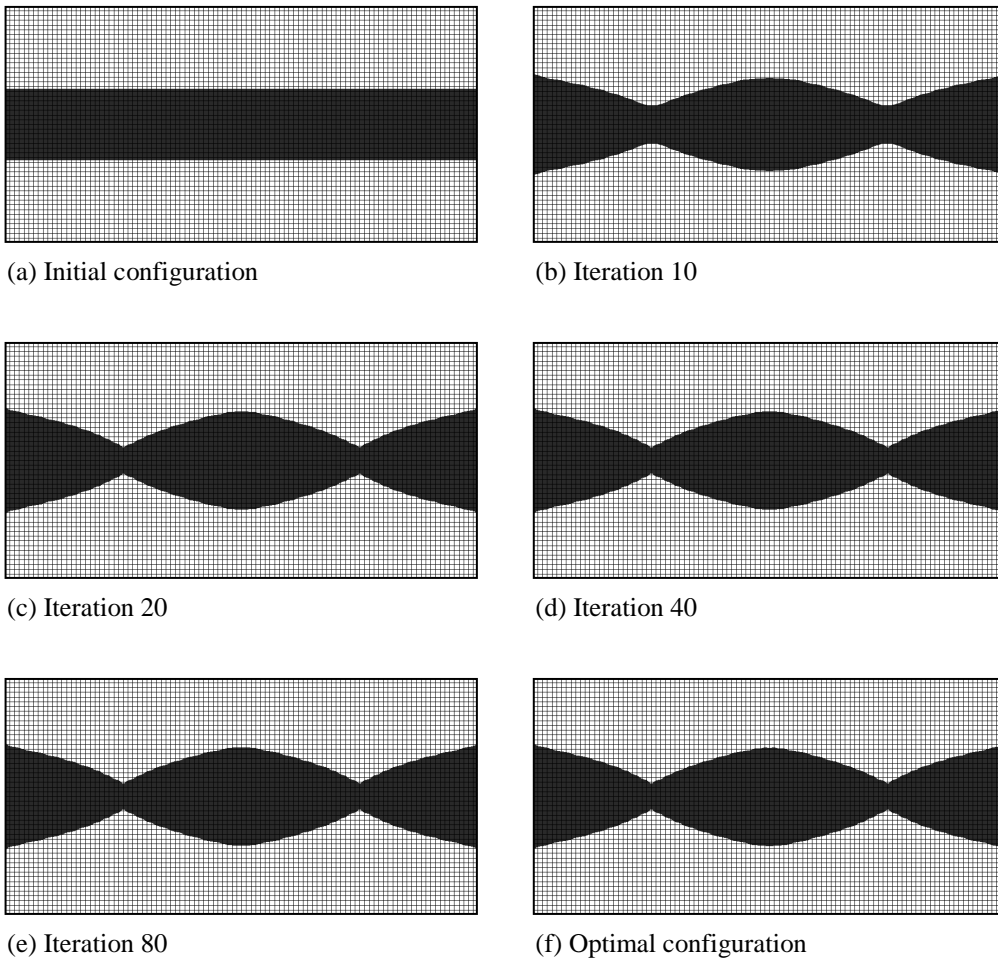 (a) Initial configuration
(b) Iteration 10
(c) Iteration 20
(d) Iteration 40
(e) Iteration 80
(f) Optimal configuration